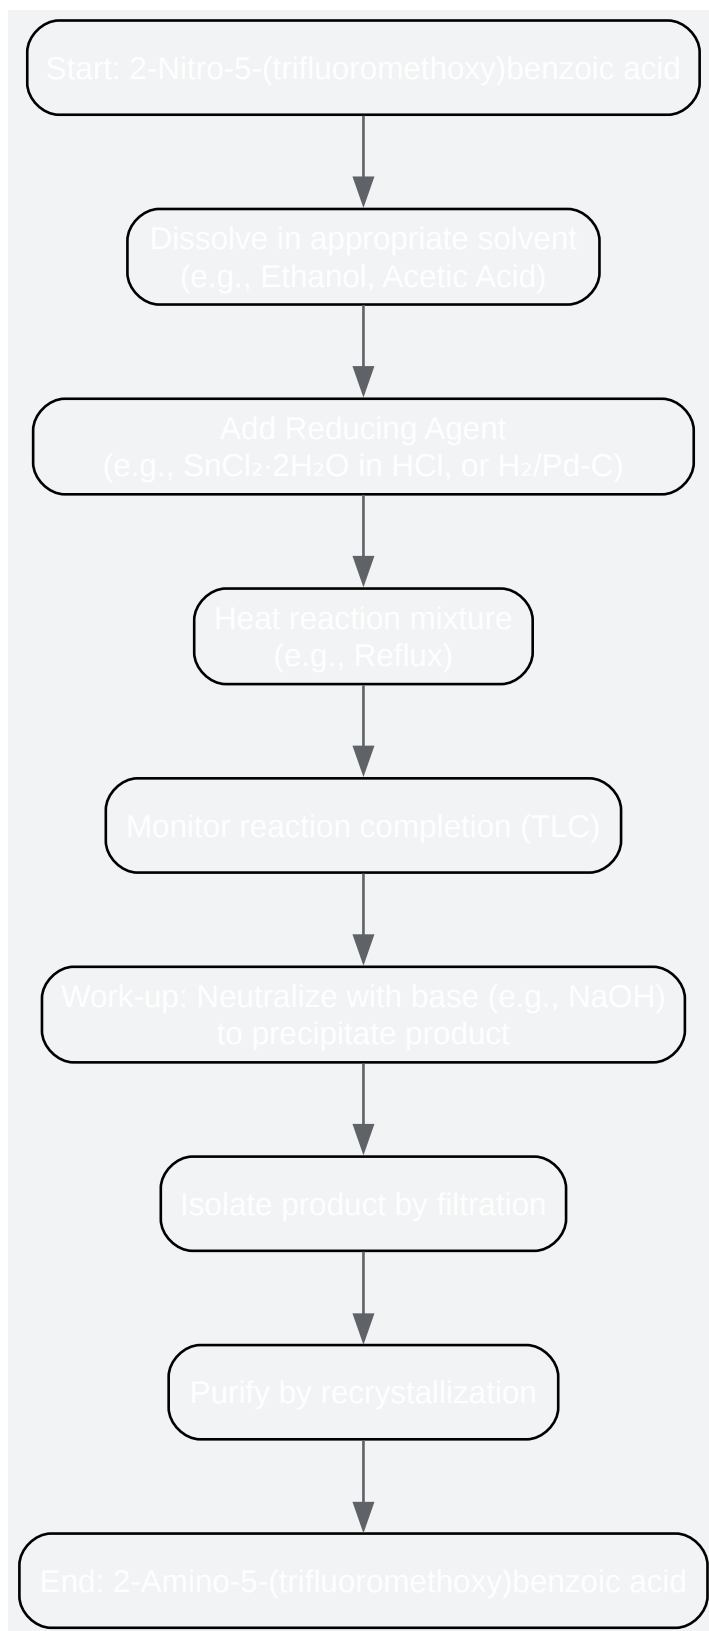 Start: 2-Nitro-5-(trifluoromethoxy)benzoic acid
Dissolve in appropriate solvent
(e.g., Ethanol, Acetic Acid)
Add Reducing Agent
(e.g., SnCl₂·2H₂O in HCl, or H₂/Pd-C)
Heat reaction mixture
(e.g., Reflux)
Monitor reaction completion (TLC)
Work-up: Neutralize with base (e.g., NaOH)
to precipitate product
Isolate product by filtration
Purify by recrystallization
End: 2-Amino-5-(trifluoromethoxy)benzoic acid